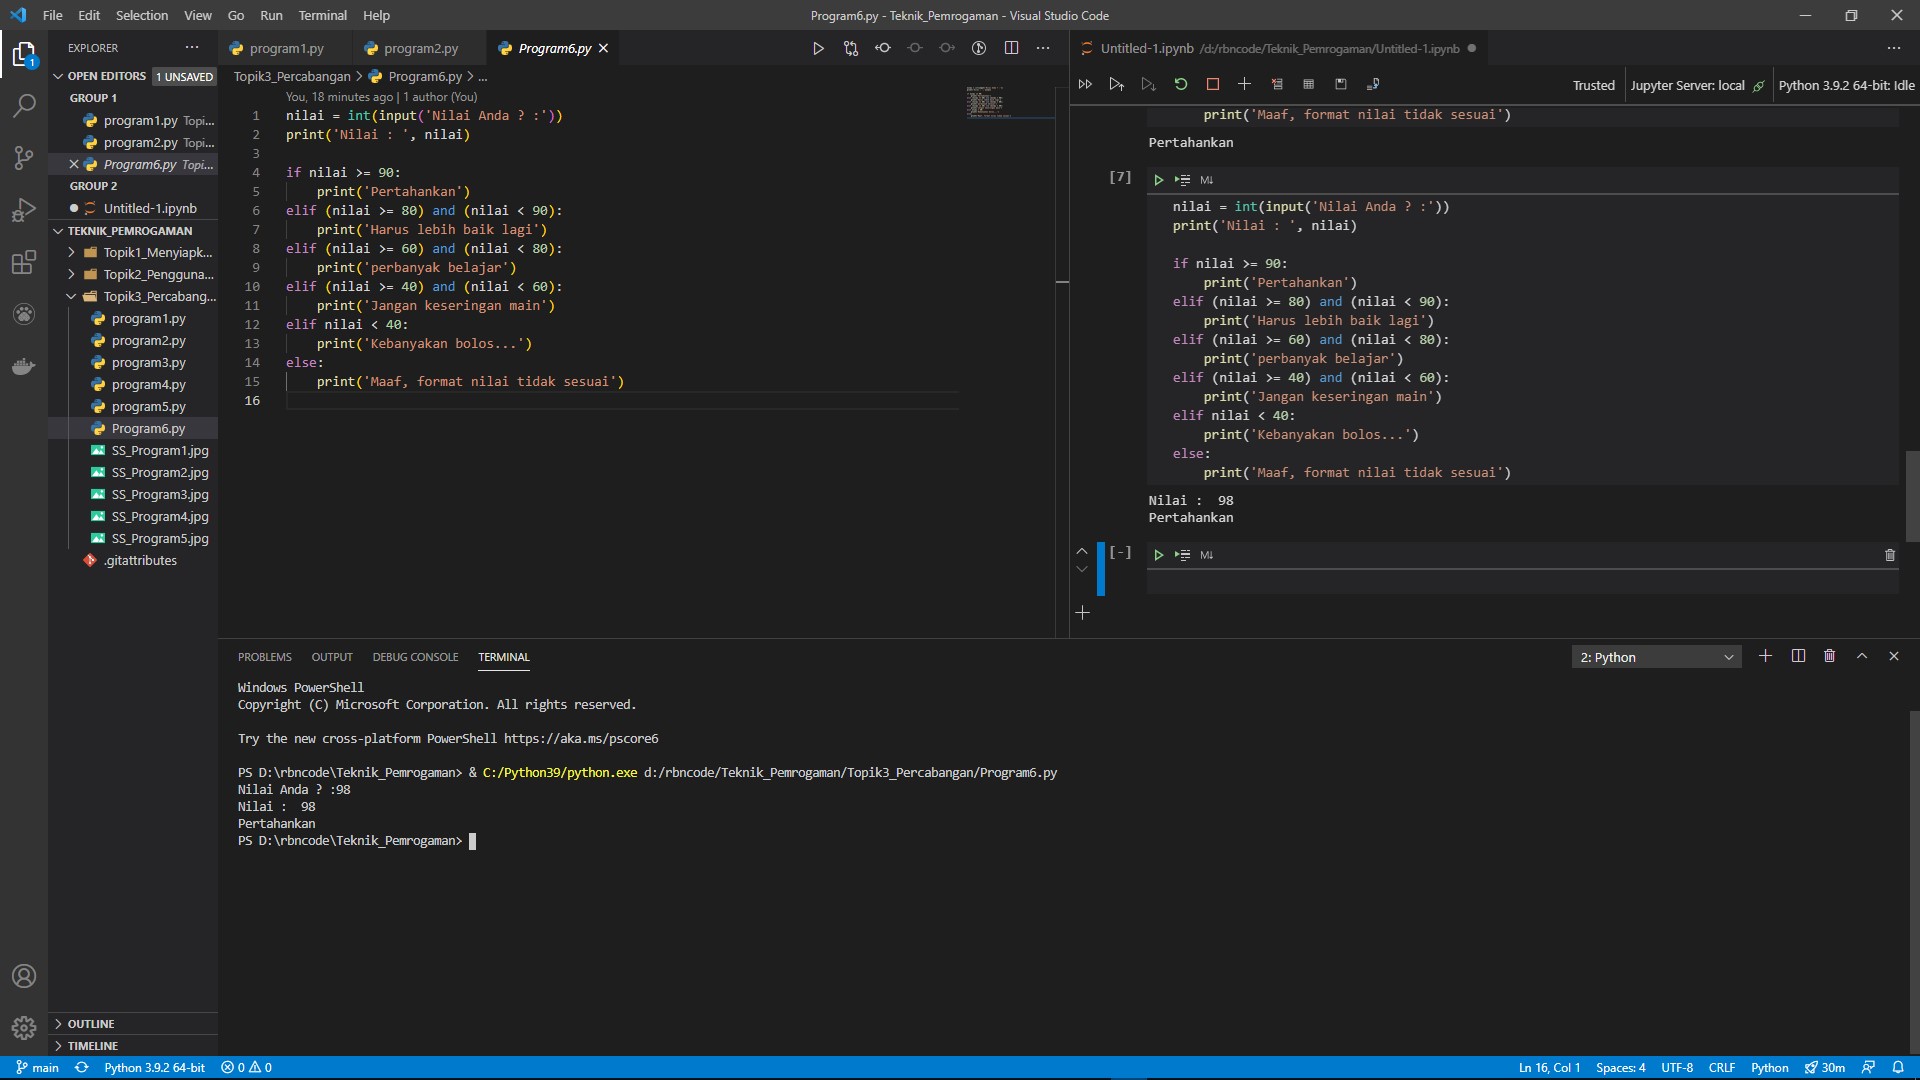 File Edit Selection View Go Run Terminal Help
Program6.py - Teknik_Pemrogaman - Visual Studio Code
EXPLORER
OPEN EDITORS 1 UNSAVED
GROUP 1
program1.py Topi...
program2.py Topi...
Program6.py Topi...
GROUP 2
Untitled-1.ipynb
TEKNIK_PEMROGAMAN
Topik1_Menyiapk...
Topik2_Pengguna...
Topik3_Percabang...
program1.py
program2.py
program3.py
program4.py
program5.py
Program6.py
SS_Program1.jpg
SS_Program2.jpg
SS_Program3.jpg
SS_Program4.jpg
SS_Program5.jpg
.gitattributes
OUTLINE
TIMELINE
1
program1.py program2.py Program6.py
Topik3_Percabangan > Program6.py > ...
You, 18 minutes ago | 1 author (You)
1 nilai = int(input('Nilai Anda ? :'))
2 print('Nilai : ', nilai)
3
4 if nilai >= 90:
5 print('Pertahankan')
6 elif (nilai >= 80) and (nilai < 90):
7 print('Harus lebih baik lagi')
8 elif (nilai >= 60) and (nilai < 80):
9 print('perbanyak belajar')
10 elif (nilai >= 40) and (nilai < 60):
11 print('Jangan keseringan main')
12 elif nilai < 40:
13 print('Kebanyakan bolos...')
14 else:
15 print('Maaf, format nilai tidak sesuai')
16
Untitled-1.ipynb /d:/rbncode/Teknik_Pemrogaman/Untitled-1.ipynb
Trusted Jupyter Server: local Python 3.9.2 64-bit: Idle
print('Maaf, format nilai tidak sesuai')
Pertahankan
[7] M↓
nilai = int(input('Nilai Anda ? :'))
print('Nilai : ', nilai)
if nilai >= 90:
print('Pertahankan')
elif (nilai >= 80) and (nilai < 90):
print('Harus lebih baik lagi')
elif (nilai >= 60) and (nilai < 80):
print('perbanyak belajar')
elif (nilai >= 40) and (nilai < 60):
print('Jangan keseringan main')
elif nilai < 40:
print('Kebanyakan bolos...')
else:
print('Maaf, format nilai tidak sesuai')
Nilai :  98
Pertahankan
[-] M↓
PROBLEMS OUTPUT DEBUG CONSOLE TERMINAL
2: Python
Windows PowerShell
Copyright (C) Microsoft Corporation. All rights reserved.
Try the new cross-platform PowerShell https://aka.ms/pscore6
PS D:\rbncode\Teknik_Pemrogaman> & C:/Python39/python.exe d:/rbncode/Teknik_Pemrogaman/Topik3_Percabangan/Program6.py
Nilai Anda ? :98
Nilai :  98
Pertahankan
PS D:\rbncode\Teknik_Pemrogaman>
main Python 3.9.2 64-bit 0 0
Ln 16, Col 1 Spaces: 4 UTF-8 CRLF Python 30m